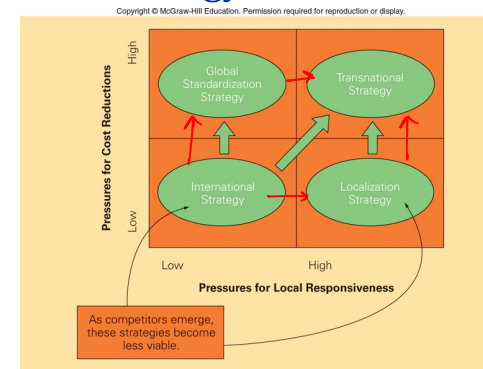 Copyright © McGraw-Hill Education. Permission required for reproduction or display.
Pressures for Cost Reductions
High
Low
Global
Standardization
Strategy
Transnational
Strategy
International
Strategy
Localization
Strategy
Low
High
Pressures for Local Responsiveness
As competitors emerge,
these strategies become
less viable.